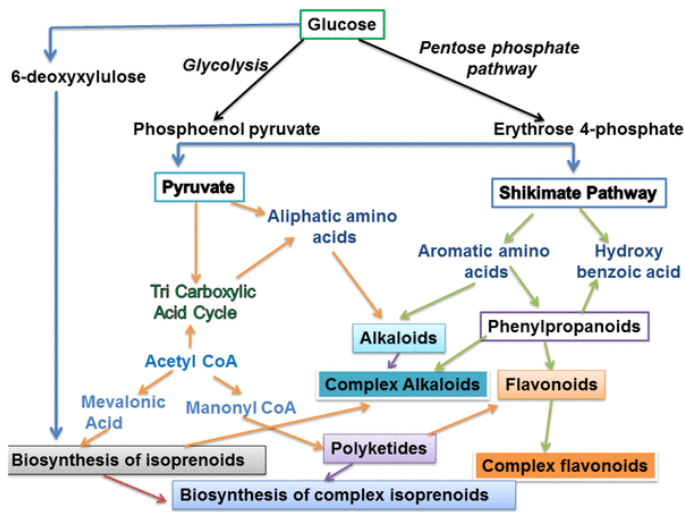 Glucose
Glycolysis
Pentose phosphate
pathway
6-deoxyxylulose
Phosphoenol pyruvate
Erythrose 4-phosphate
Pyruvate
Shikimate Pathway
Aliphatic amino
acids
Aromatic amino
acids
Hydroxy
benzoic acid
Tri Carboxylic
Acid Cycle
Alkaloids
Phenylpropanoids
Acetyl CoA
Complex Alkaloids
Flavonoids
Mevalonic
Acid
Manonyl CoA
Biosynthesis of isoprenoids
Polyketides
Complex flavonoids
Biosynthesis of complex isoprenoids